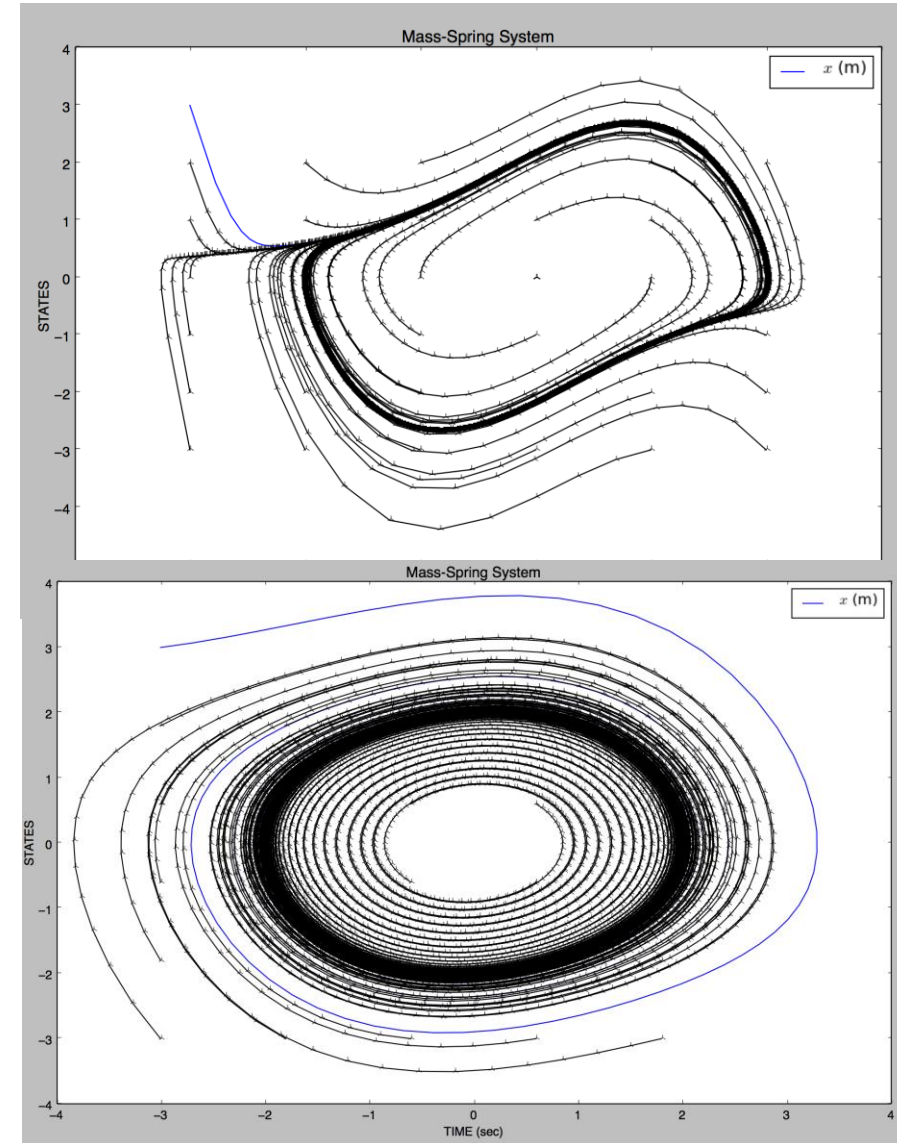 Mass-Spring System
x (m)
4
3
2
1
0
−1
−2
−3
−4
STATES
Mass-Spring System
x (m)
4
3
2
1
0
−1
−2
−3
−4
STATES
−4 −3 −2 −1 0 1 2 3 4
TIME (sec)